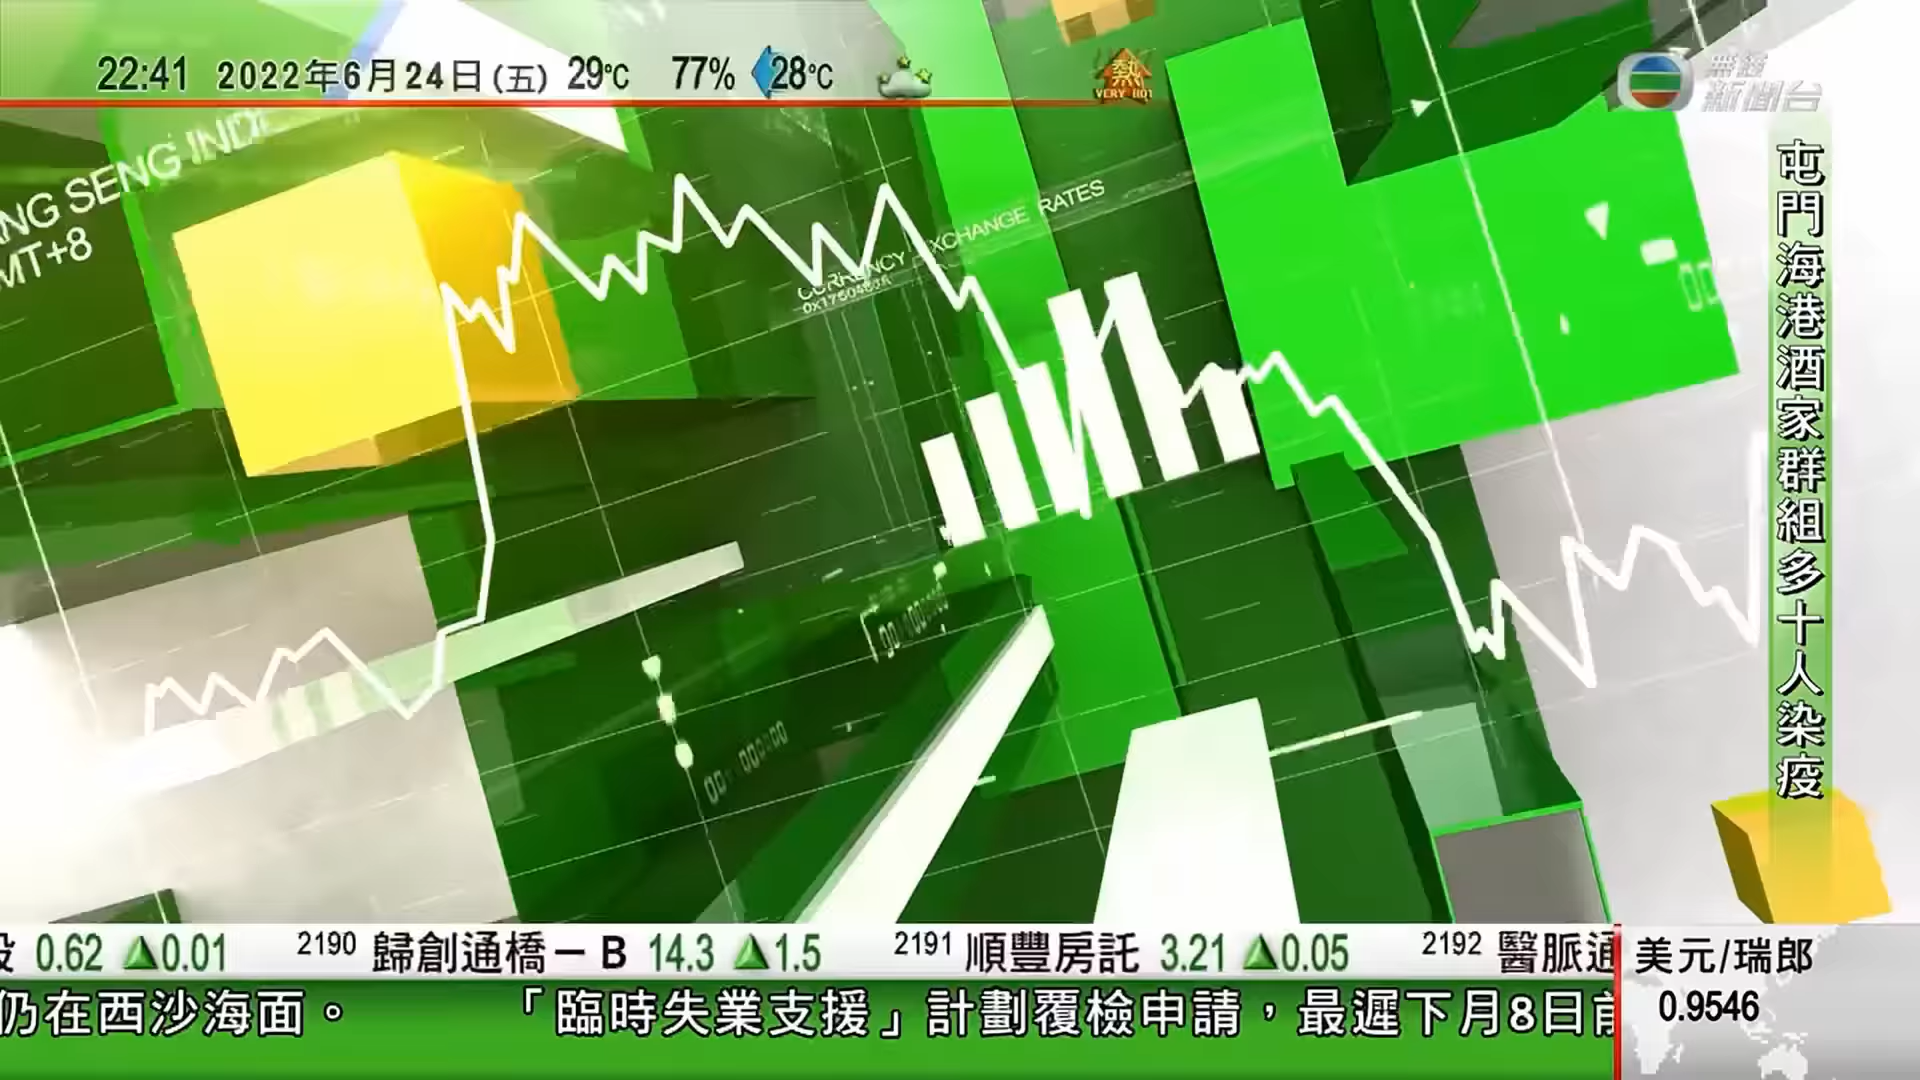 22:41 2022年6月24日(五) 29℃ 77% 28℃
熱
VERY HOT
無綫
新聞台
屯門海港酒家群組多十人染疫
NG SENG INDE
MT+8
CURRENCY EXCHANGE RATES
0.62 ▲0.01 2190 歸創通橋－B 14.3 ▲1.5 2191 順豐房託 3.21 ▲0.05 2192 醫脈通
仍在西沙海面。 「臨時失業支援」計劃覆檢申請，最遲下月8日前
美元/瑞郎
0.9546